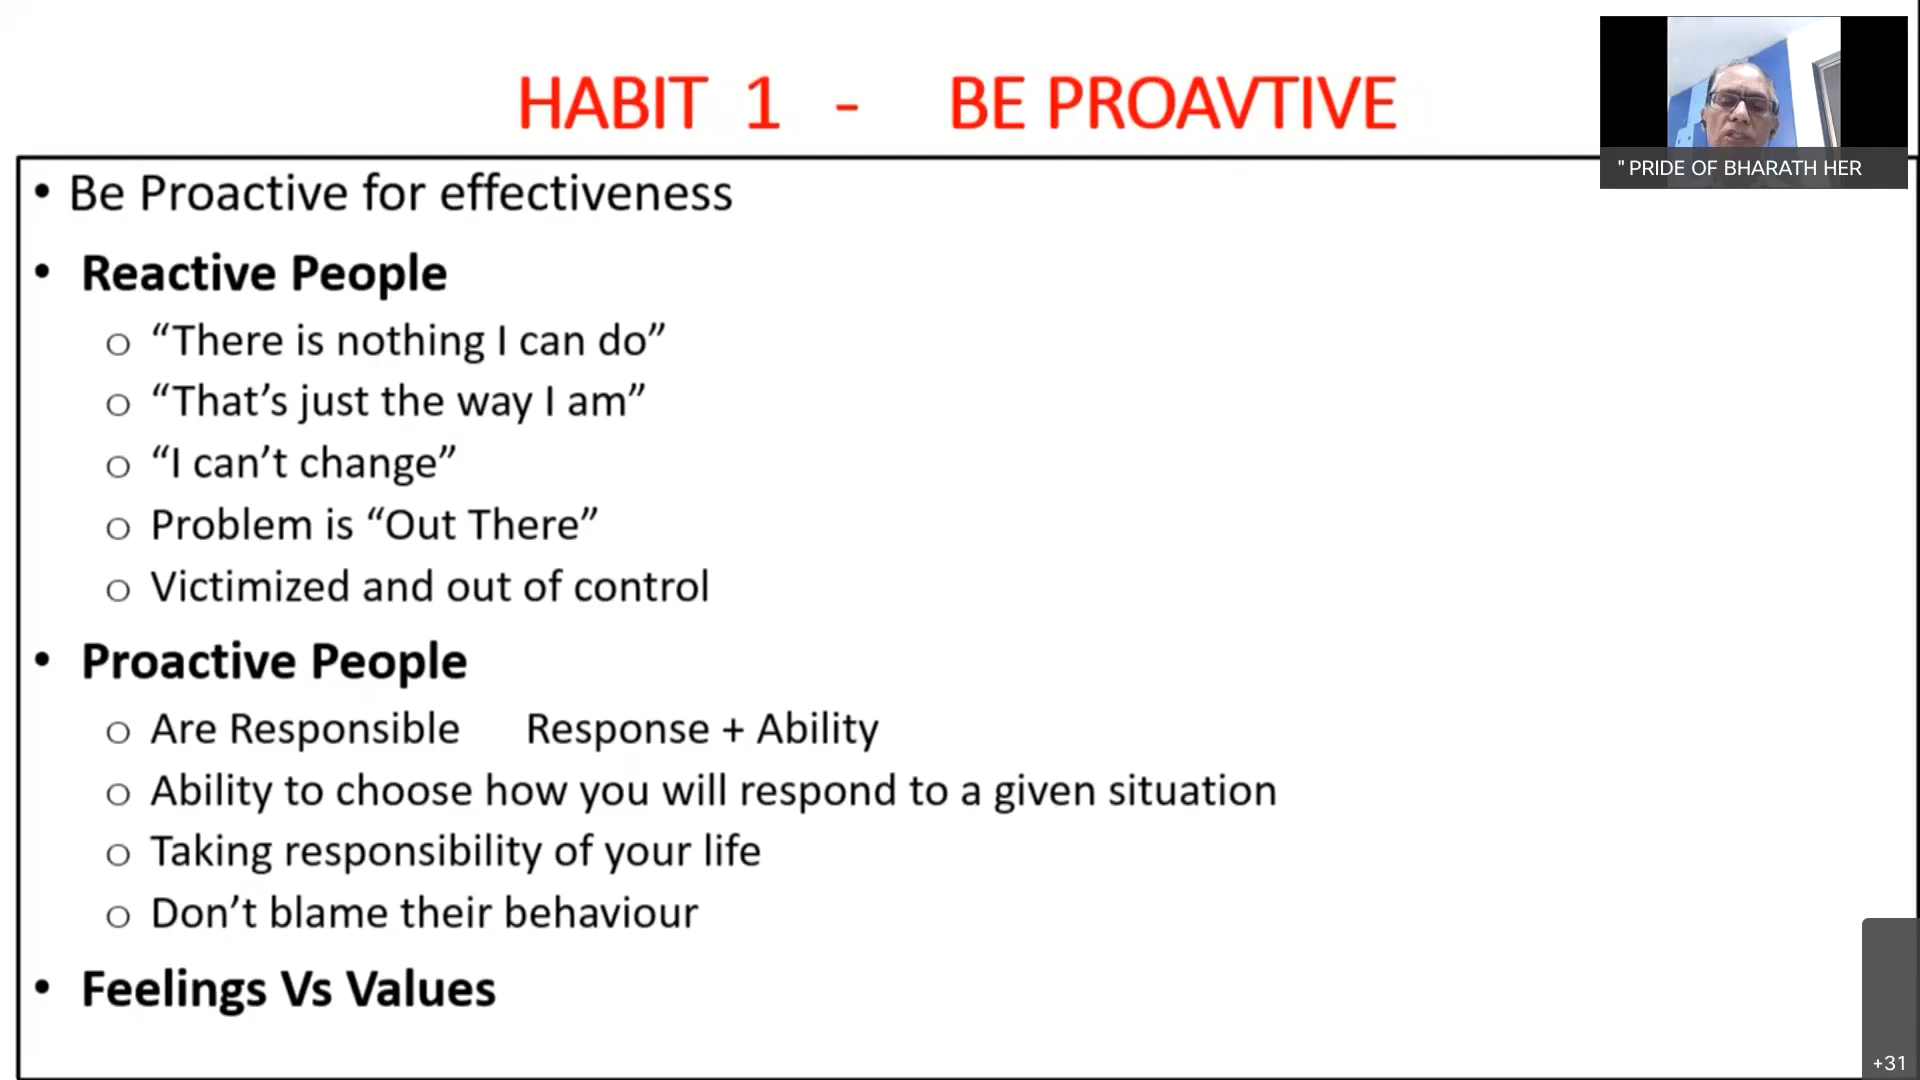 HABIT 1 - BE PROAVTIVE
" PRIDE OF BHARATH HER
• Be Proactive for effectiveness
• Reactive People
o “There is nothing I can do”
o “That’s just the way I am”
o “I can’t change”
o Problem is “Out There”
o Victimized and out of control
• Proactive People
o Are Responsible Response + Ability
o Ability to choose how you will respond to a given situation
o Taking responsibility of your life
o Don’t blame their behaviour
• Feelings Vs Values
+31